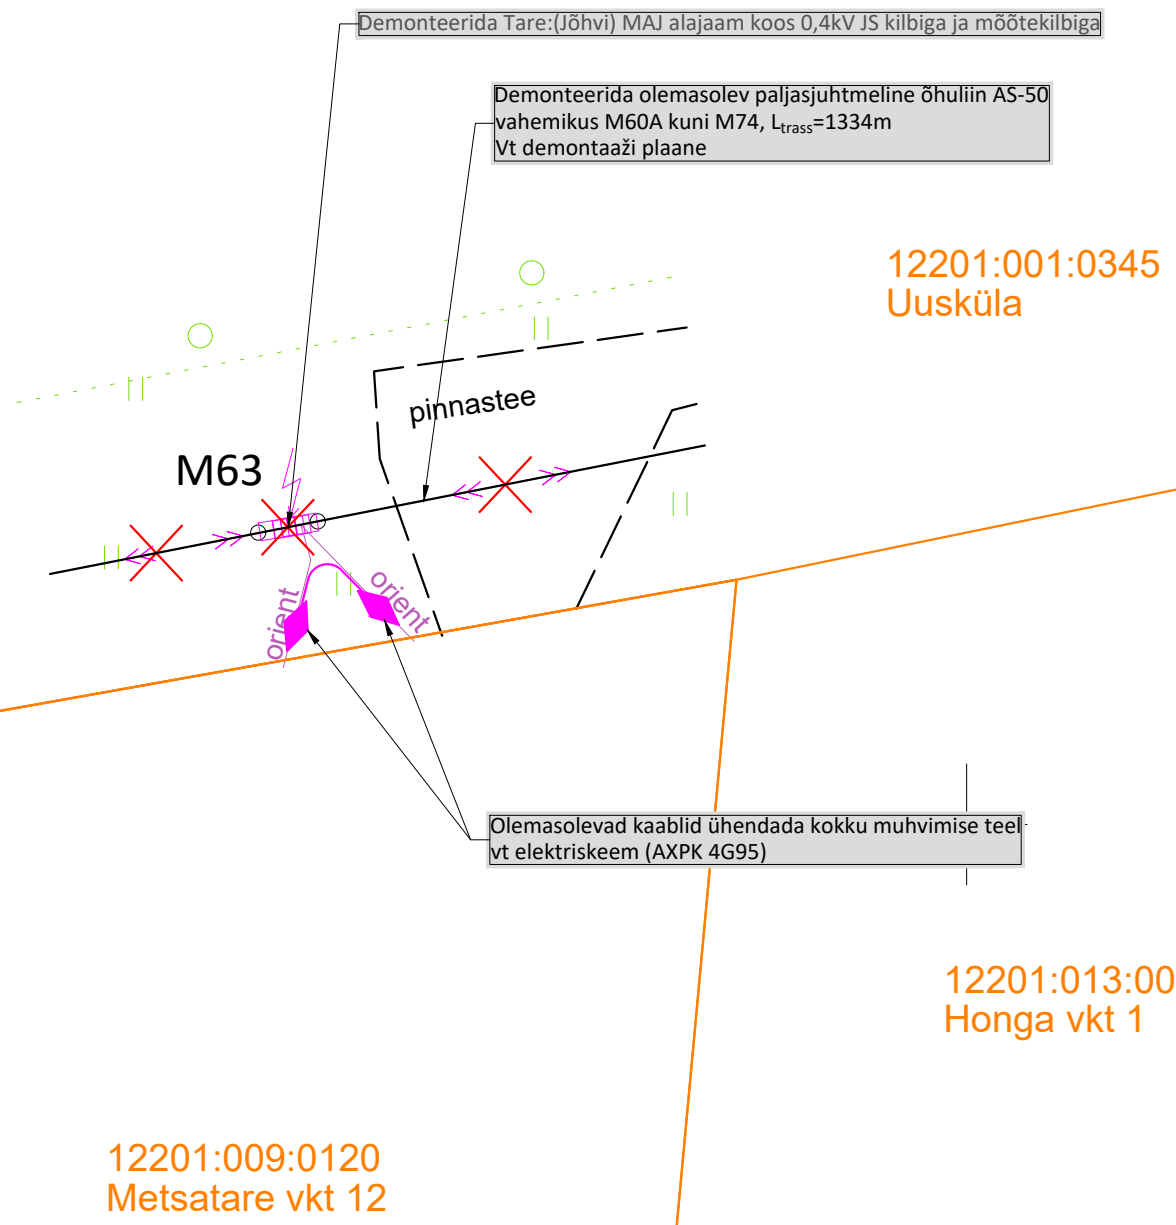 Demonteerida Tare:(Jõhvi) MAJ alajaam koos 0,4kV JS kilbiga ja mõõtekilbiga
Demonteerida olemasolev paljasjuhtmeline õhuliin AS-50
vahemikus M60A kuni M74, Ltrass=1334m
Vt demontaaži plaane
12201:001:0345
Uusküla
pinnastee
M63
orient
orient
Olemasolevad kaablid ühendada kokku muhvimise teel
vt elektriskeem (AXPK 4G95)
12201:013:00
Honga vkt 1
12201:009:0120
Metsatare vkt 12